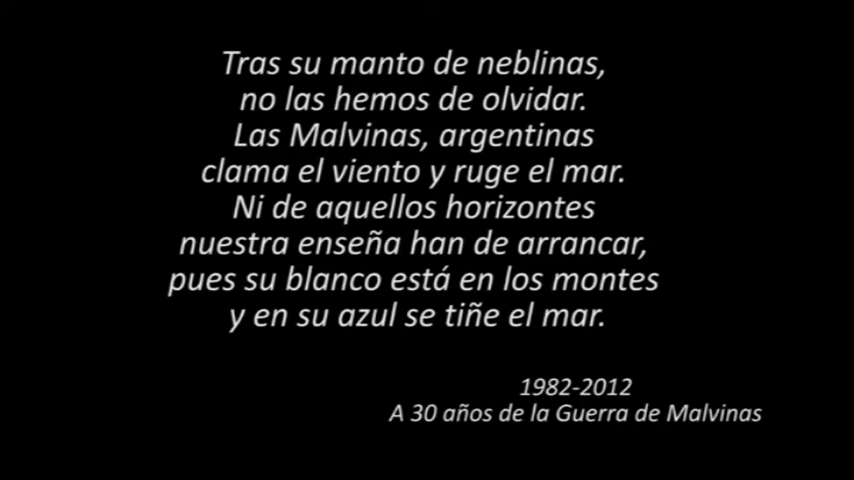 Tras su manto de neblinas,
no las hemos de olvidar.
Las Malvinas, argentinas
clama el viento y ruge el mar.
Ni de aquellos horizontes
nuestra enseña han de arrancar,
pues su blanco está en los montes
y en su azul se tiñe el mar.
1982-2012
A 30 años de la Guerra de Malvinas